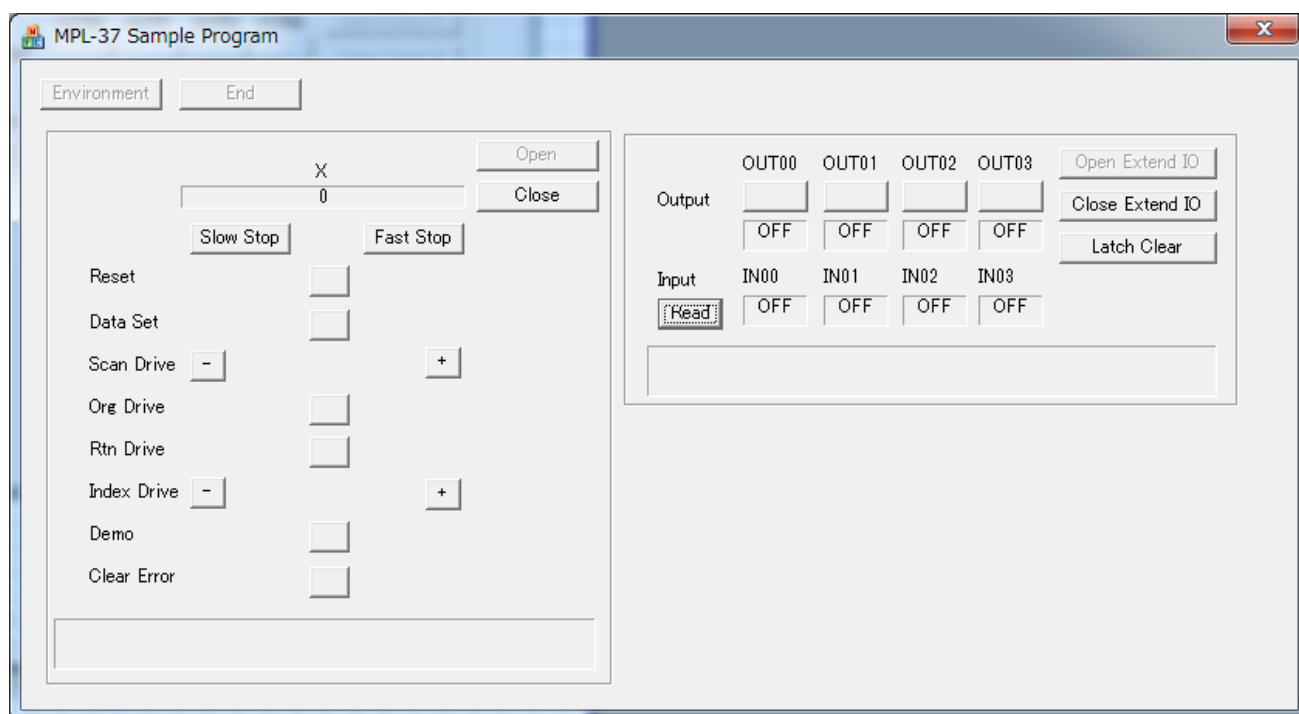 MPL-37 Sample Program
Environment End
Open
X
0 Close
Slow Stop Fast Stop
Reset
Data Set
Scan Drive - +
Org Drive
Rtn Drive
Index Drive - +
Demo
Clear Error
OUT00 OUT01 OUT02 OUT03 Open Extend IO
Output Close Extend IO
OFF OFF OFF OFF Latch Clear
Input IN00 IN01 IN02 IN03
Read OFF OFF OFF OFF